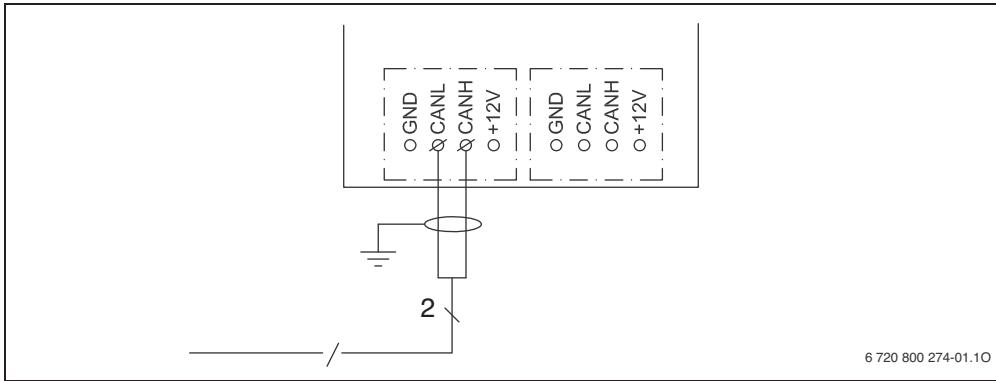 GND
CANL
CANH
+12V
GND
CANL
CANH
+12V
2
6 720 800 274-01.1O